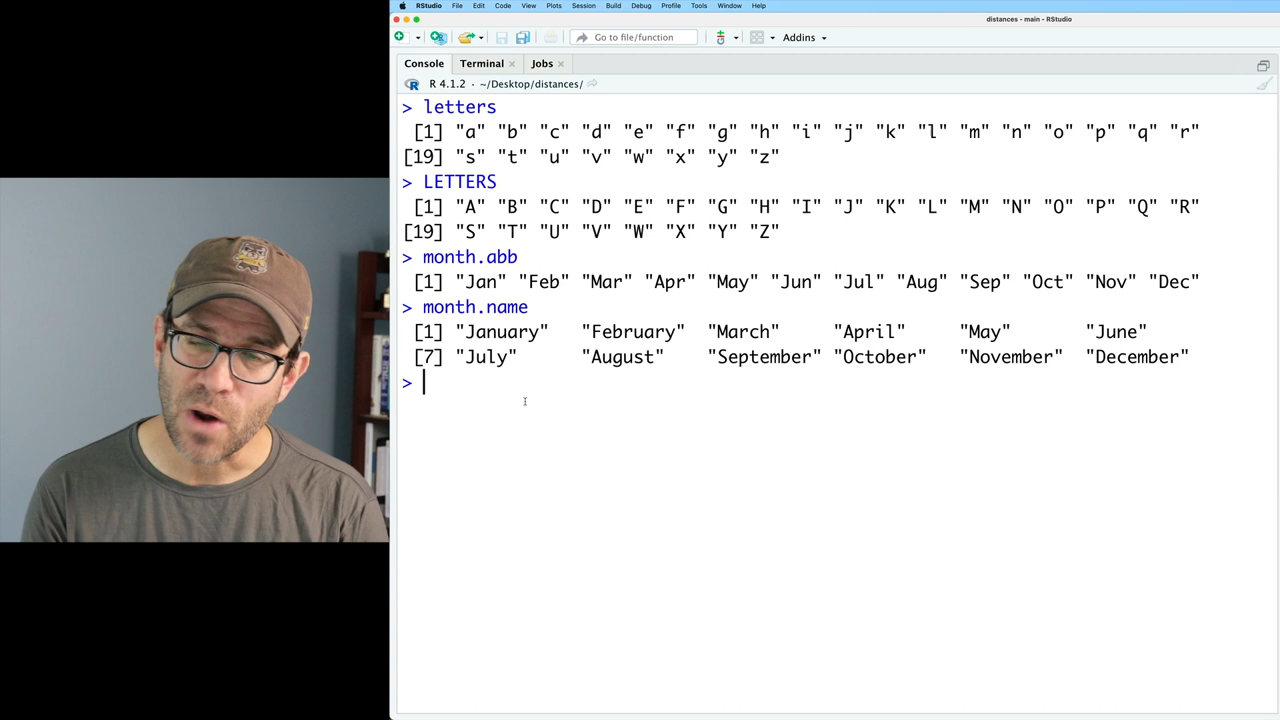 RStudio File Edit Code View Plots Session Build Debug Profile Tools Window Help
distances - main - RStudio
Go to file/function Addins
Console Terminal Jobs
R R 4.1.2 · ~/Desktop/distances/
> letters
[1] "a" "b" "c" "d" "e" "f" "g" "h" "i" "j" "k" "l" "m" "n" "o" "p" "q" "r"
[19] "s" "t" "u" "v" "w" "x" "y" "z"
> LETTERS
[1] "A" "B" "C" "D" "E" "F" "G" "H" "I" "J" "K" "L" "M" "N" "O" "P" "Q" "R"
[19] "S" "T" "U" "V" "W" "X" "Y" "Z"
> month.abb
[1] "Jan" "Feb" "Mar" "Apr" "May" "Jun" "Jul" "Aug" "Sep" "Oct" "Nov" "Dec"
> month.name
[1] "January" "February" "March" "April" "May" "June"
[7] "July" "August" "September" "October" "November" "December"
>